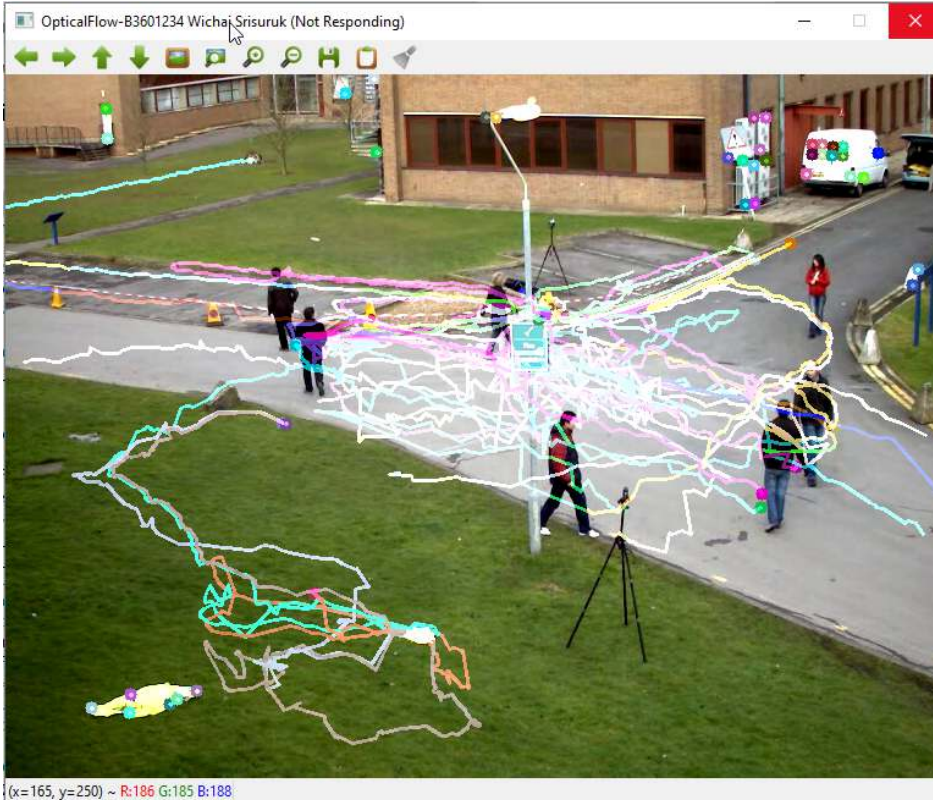 OpticalFlow-B3601234 Wichai Srisuruk (Not Responding)
(x=165, y=250) ~ R:186 G:185 B:188